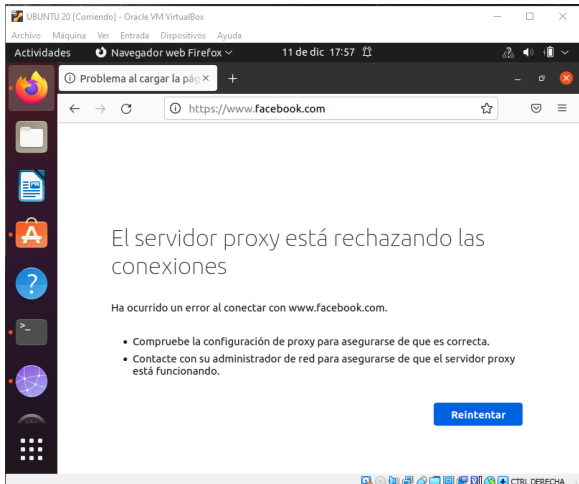 UBUNTU 20 [Corriendo] - Oracle VM VirtualBox
Archivo Máquina Ver Entrada Dispositivos Ayuda
Actividades Navegador web Firefox 11 de dic 17:57
Problema al cargar la pág
https://www.facebook.com
El servidor proxy está rechazando las
conexiones
Ha ocurrido un error al conectar con www.facebook.com.
• Compruebe la configuración de proxy para asegurarse de que es correcta.
• Contacte con su administrador de red para asegurarse de que el servidor proxy
está funcionando.
Reintentar
CTRL DERECHA